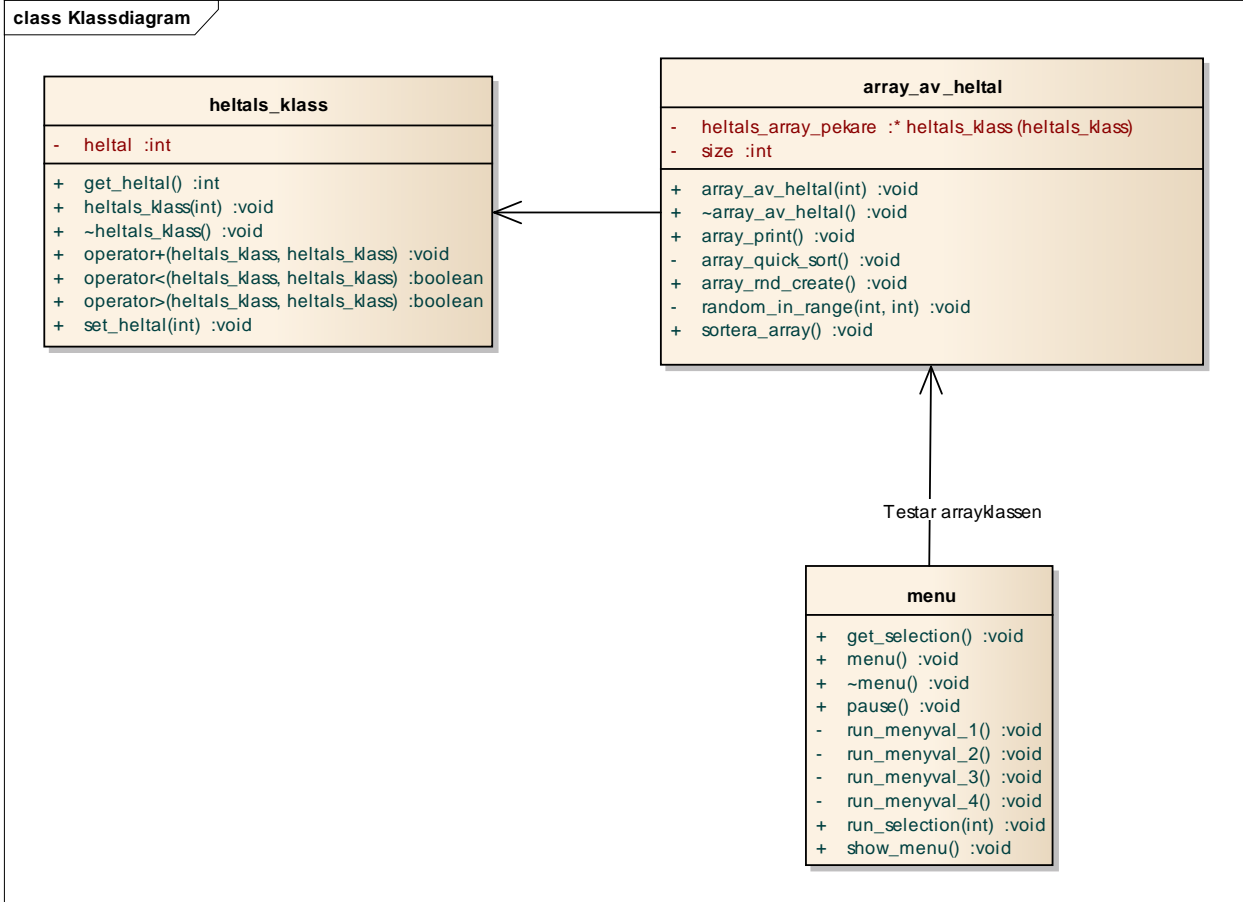 class Klassdiagram
heltals_klass
- heltal :int
+ get_heltal() :int
+ heltals_klass(int) :void
+ ~heltals_klass() :void
+ operator+(heltals_klass, heltals_klass) :void
+ operator<(heltals_klass, heltals_klass) :boolean
+ operator>(heltals_klass, heltals_klass) :boolean
+ set_heltal(int) :void
array_av_heltal
- heltals_array_pekare :* heltals_klass (heltals_klass)
- size :int
+ array_av_heltal(int) :void
+ ~array_av_heltal() :void
+ array_print() :void
- array_quick_sort() :void
+ array_rnd_create() :void
- random_in_range(int, int) :void
+ sortera_array() :void
Testar arrayklassen
menu
+ get_selection() :void
+ menu() :void
+ ~menu() :void
+ pause() :void
- run_menyval_1() :void
- run_menyval_2() :void
- run_menyval_3() :void
- run_menyval_4() :void
+ run_selection(int) :void
+ show_menu() :void